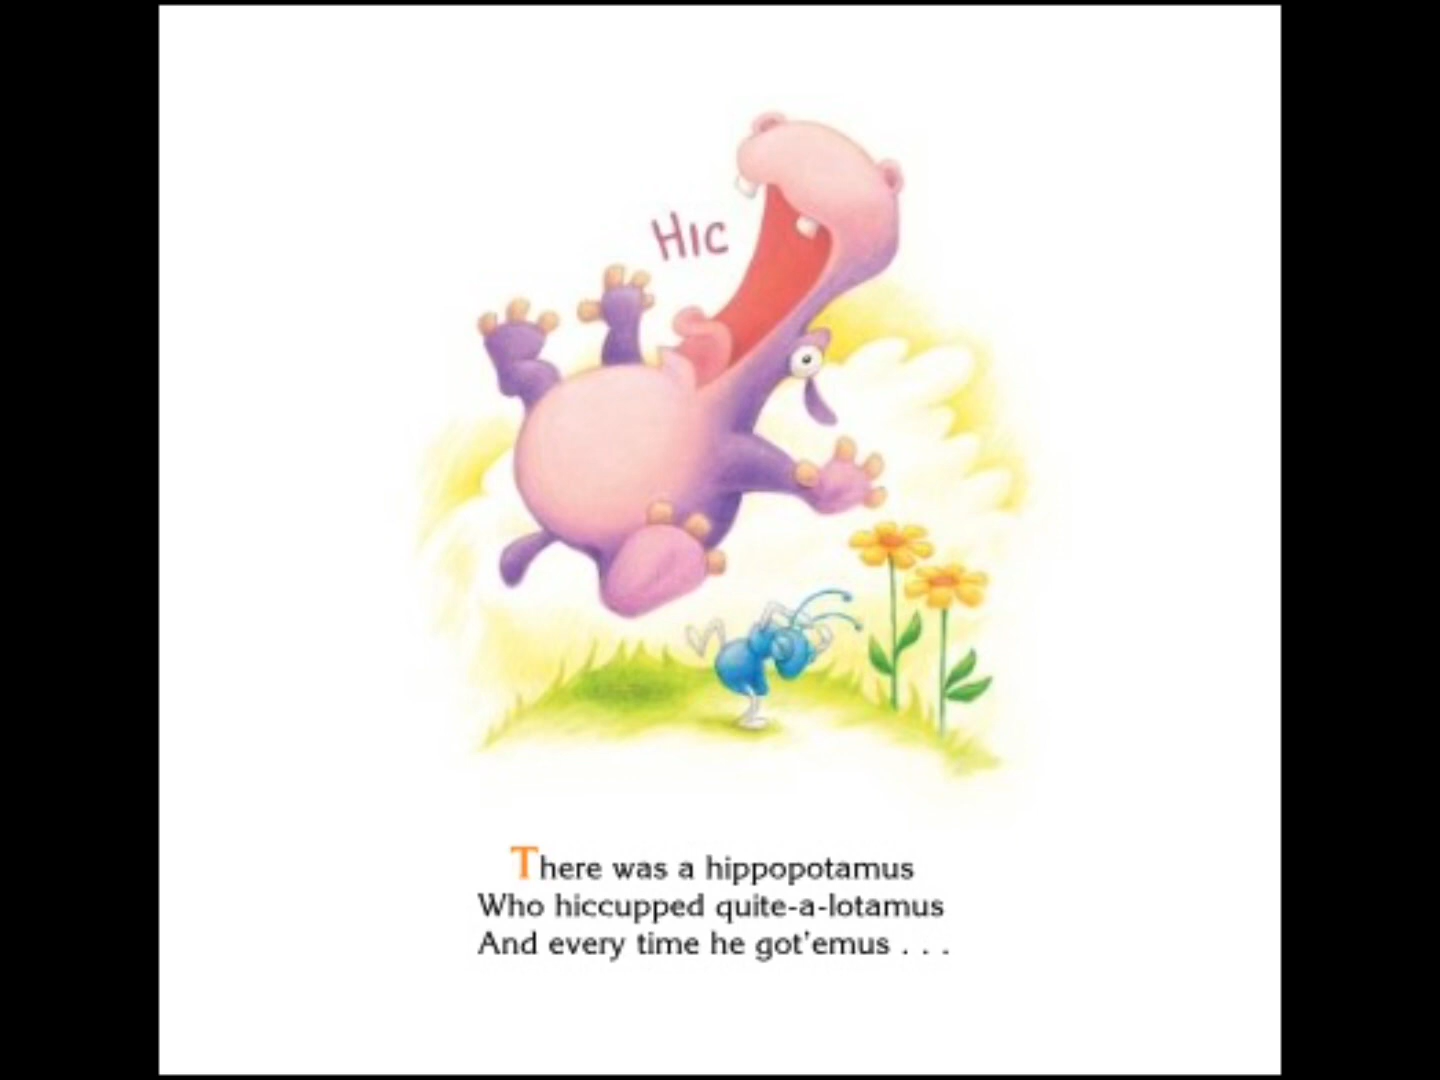 HIC
There was a hippopotamus
Who hiccupped quite-a-lotamus
And every time he got'emus . . .